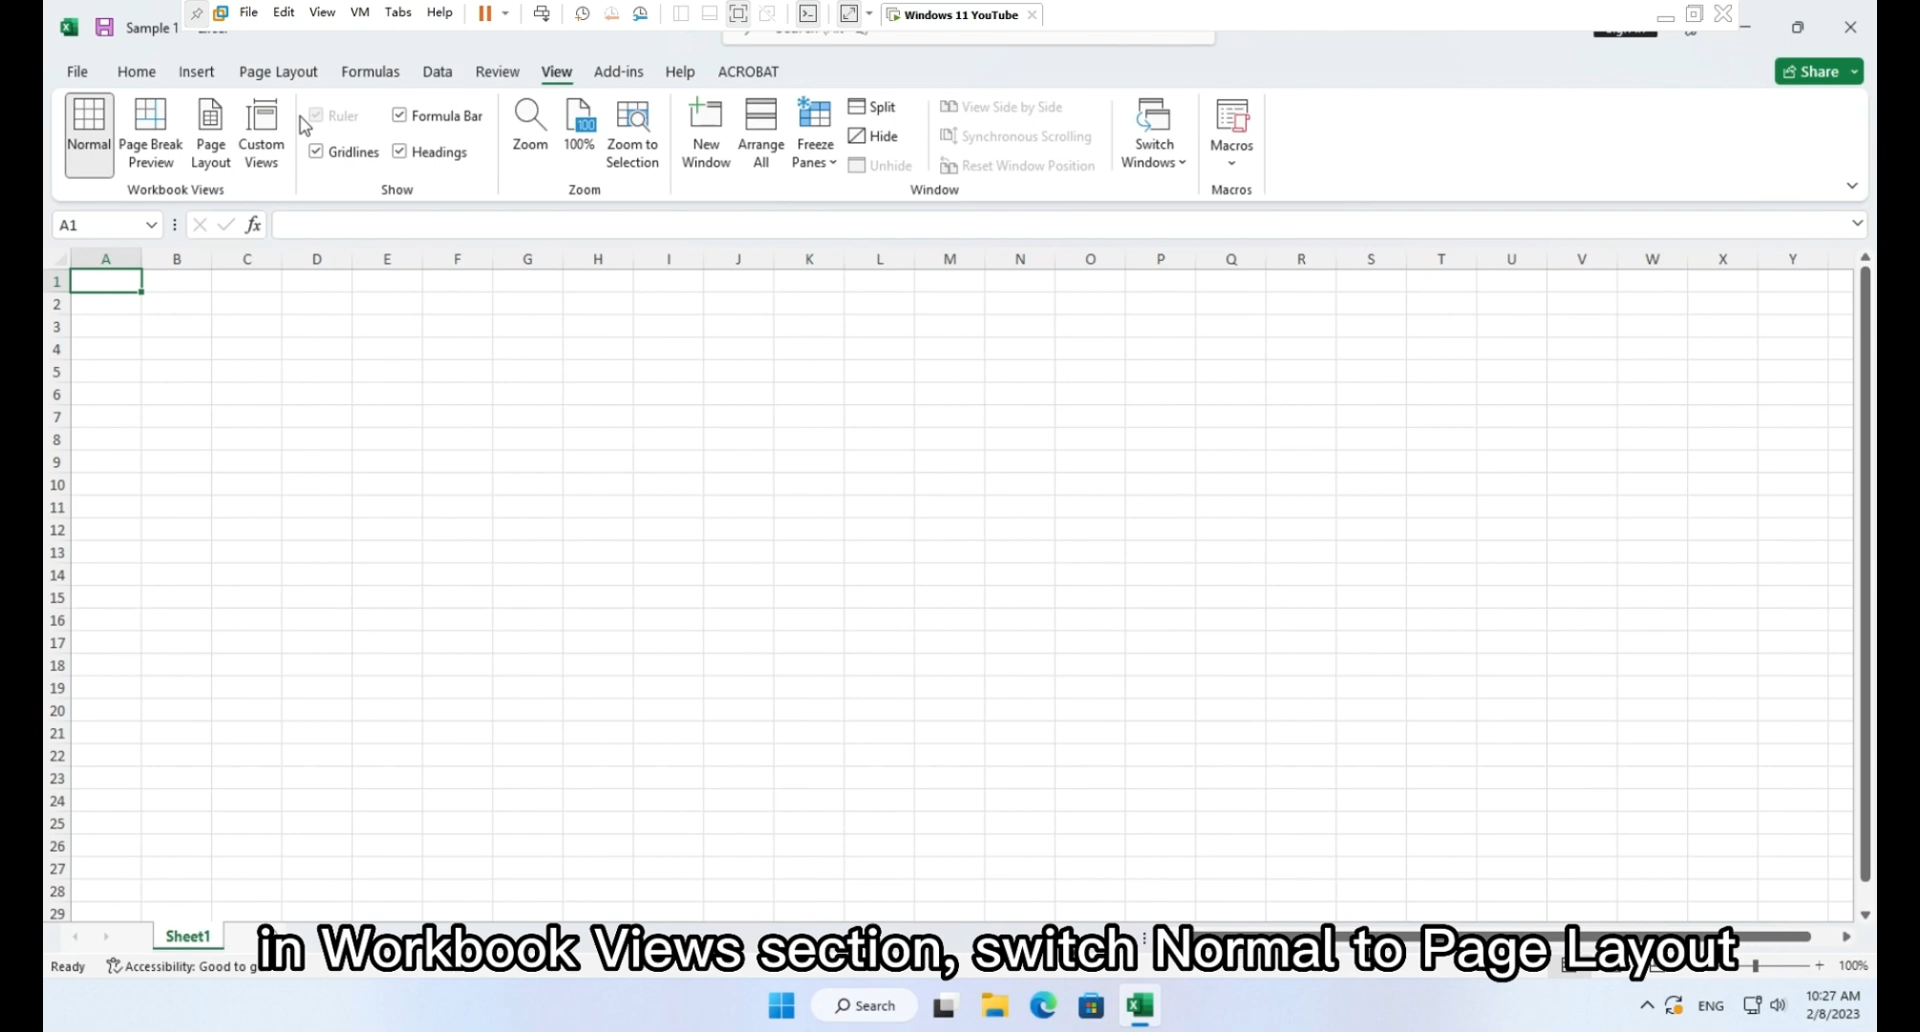 File Edit View VM Tabs Help Windows 11 YouTube
Sample 1
File Home Insert Page Layout Formulas Data Review View Add-ins Help ACROBAT Share
Normal Page Break Preview Page Layout Custom Views
Workbook Views
Ruler Formula Bar
Gridlines Headings
Show
Zoom 100% Zoom to Selection
100
Zoom
New Window Arrange All Freeze Panes
Split
Hide
Unhide
View Side by Side
Synchronous Scrolling
Reset Window Position
Switch Windows
Window
Macros
Macros
A1 fx
A B C D E F G H I J K L M N O P Q R S T U V W X Y
1
2
3
4
5
6
7
8
9
10
11
12
13
14
15
16
17
18
19
20
21
22
23
24
25
26
27
28
29
Sheet1
in Workbook Views section, switch Normal to Page Layout
Ready Accessibility: Good to 100%
Search ENG 10:27 AM
2/8/2023